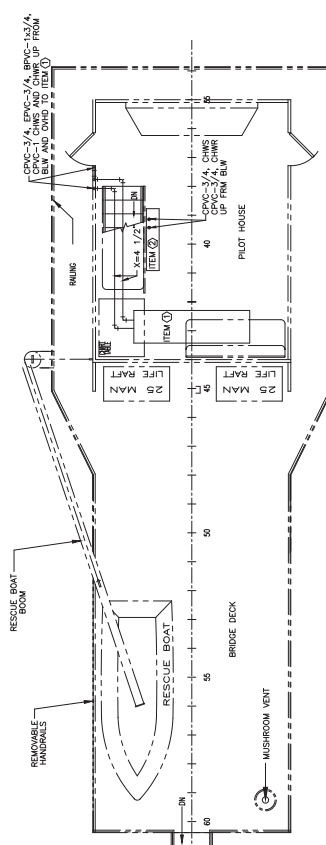 CPVC-3/4, EPVC-3/4, BPVC-1x3/4,
CPVC-1 CHWS AND CHWR UP FROM
BLW AND OVHD TO ITEM 1
RAILING
DN
CPVC-3/4, CHWS
CPVC-3/4, CHWR
UP FRM BLW
ITEM 2
X=4 1/2"
CHART
TABLE
ITEM 1
PILOT HOUSE
35
40
45
50
55
60
25 MAN
LIFE RAFT
25 MAN
LIFE RAFT
RESCUE BOAT
BOOM
RESCUE BOAT
BRIDGE DECK
REMOVABLE
HANDRAILS
MUSHROOM VENT
DN